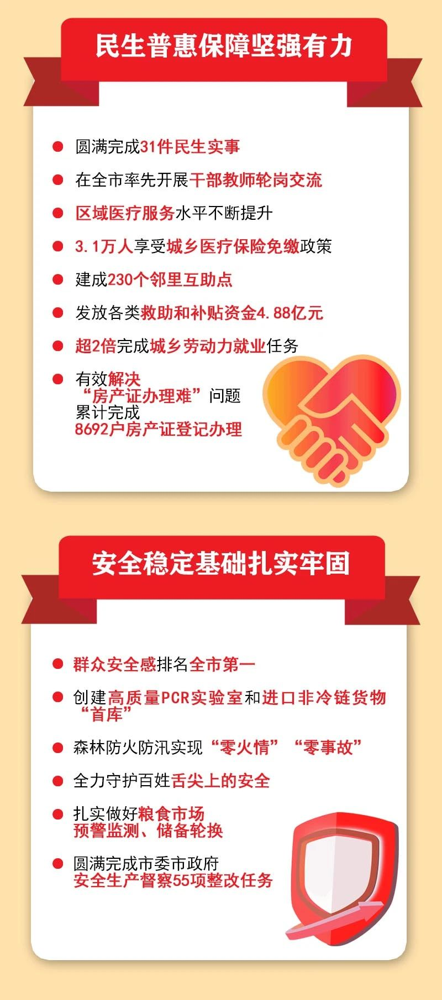 民生普惠保障坚强有力
圆满完成31件民生实事
在全市率先开展干部教师轮岗交流
区域医疗服务水平不断提升
3.1万人享受城乡医疗保险免缴政策
建成230个邻里互助点
发放各类救助和补贴资金4.88亿元
超2倍完成城乡劳动力就业任务
有效解决
“房产证办理难”问题
累计完成
8692户房产证登记办理
安全稳定基础扎实牢固
群众安全感排名全市第一
创建高质量PCR实验室和进口非冷链货物
“首库”
森林防火防汛实现“零火情”“零事故”
全力守护百姓舌尖上的安全
扎实做好粮食市场
预警监测、储备轮换
圆满完成市委市政府
安全生产督察55项整改任务